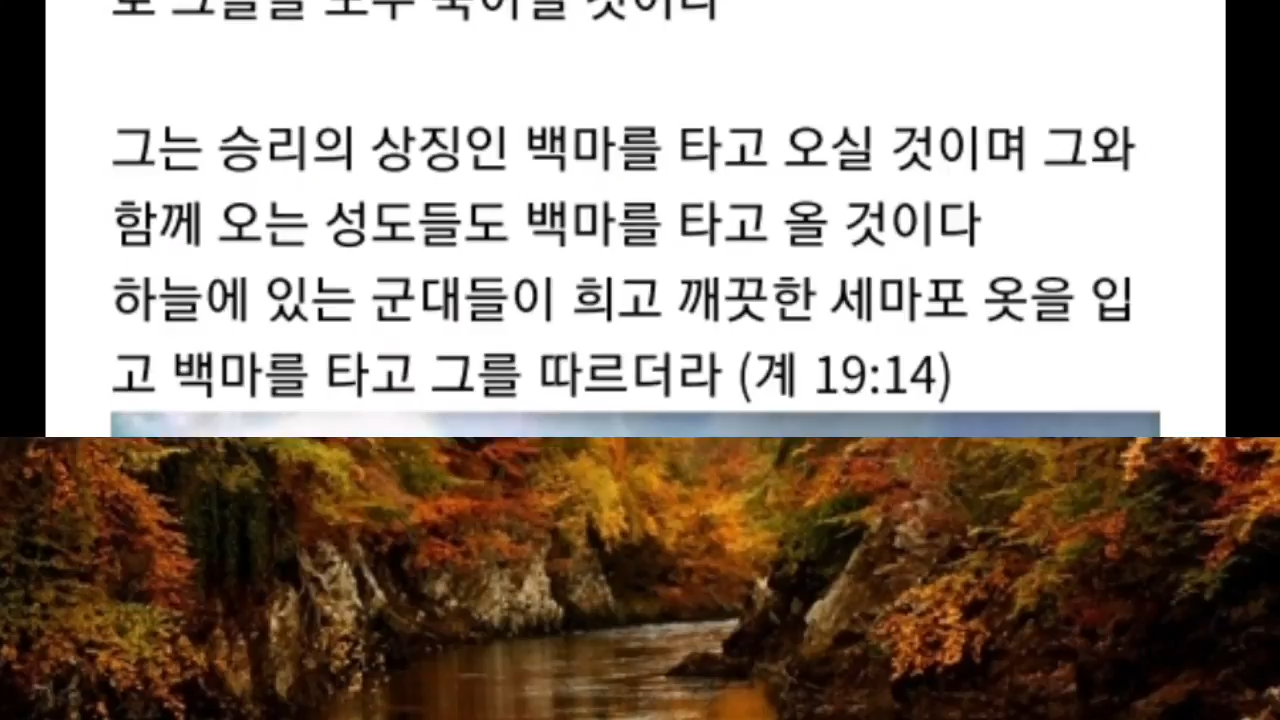 그는 승리의 상징인 백마를 타고 오실 것이며 그와
함께 오는 성도들도 백마를 타고 올 것이다
하늘에 있는 군대들이 희고 깨끗한 세마포 옷을 입
고 백마를 타고 그를 따르더라 (계 19:14)